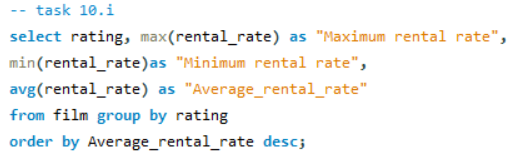 -- task 10.i
select rating, max(rental_rate) as "Maximum rental rate",
min(rental_rate)as "Minimum rental rate",
avg(rental_rate) as "Average_rental_rate"
from film group by rating
order by Average_rental_rate desc;